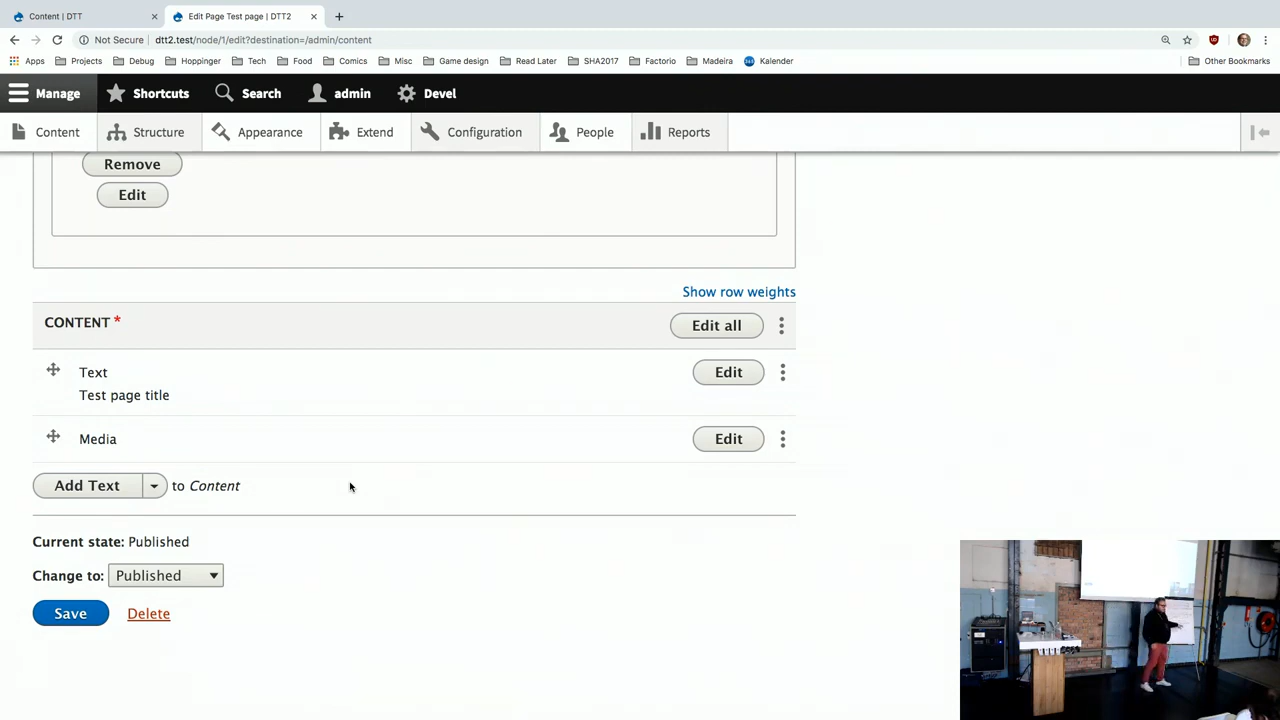 Content | DTT
Edit Page Test page | DTT2
Not Secure dtt2.test/node/1/edit?destination=/admin/content
Apps Projects Debug Hoppinger Tech Food Comics Misc Game design Read Later SHA2017 Factorio Madeira Kalender Other Bookmarks
Manage Shortcuts Search admin Devel
Content Structure Appearance Extend Configuration People Reports
Remove
Edit
Show row weights
CONTENT * Edit all
Text Edit
Test page title
Media Edit
Add Text to Content
Current state: Published
Change to: Published
Save Delete